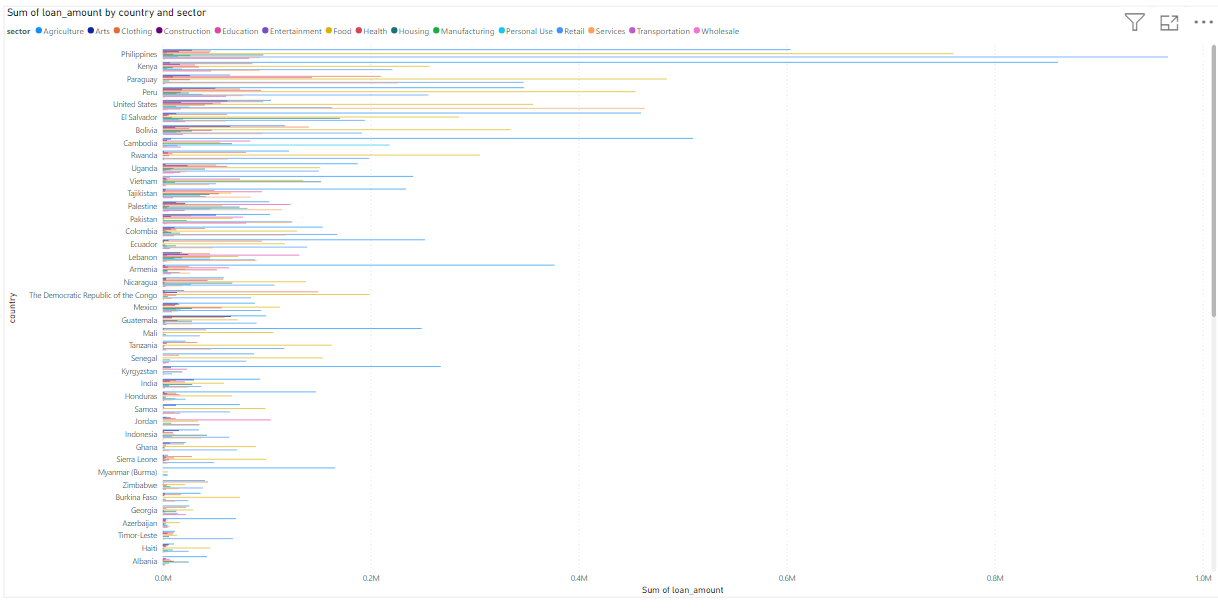 Sum of loan_amount by country and sector
sector Agriculture Arts Clothing Construction Education Entertainment Food Health Housing Manufacturing Personal Use Retail Services Transportation Wholesale
Philippines
Kenya
Paraguay
Peru
United States
El Salvador
Bolivia
Cambodia
Rwanda
Uganda
Vietnam
Tajikistan
Palestine
Pakistan
Colombia
Ecuador
Lebanon
Armenia
Nicaragua
The Democratic Republic of the Congo
Mexico
Guatemala
Mali
Tanzania
Senegal
Kyrgyzstan
India
Honduras
Samoa
Jordan
Indonesia
Ghana
Sierra Leone
Myanmar (Burma)
Zimbabwe
Burkina Faso
Georgia
Azerbaijan
Timor-Leste
Haiti
Albania
country
0.0M 0.2M 0.4M 0.6M 0.8M 1.0M
Sum of loan_amount